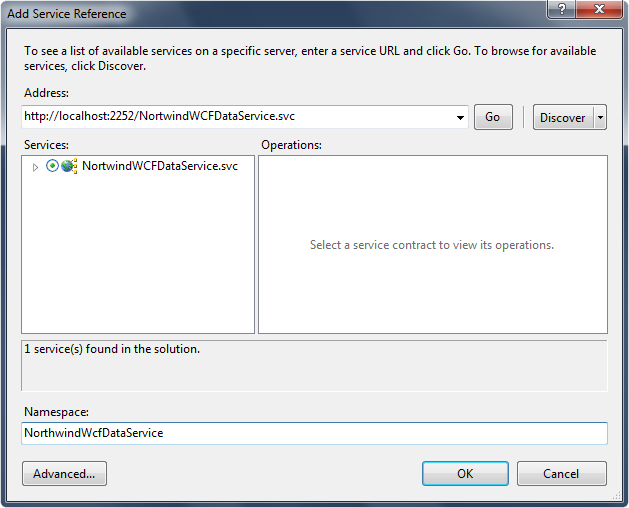 Add Service Reference
?
To see a list of available services on a specific server, enter a service URL and click Go. To browse for available
services, click Discover.
Address:
http://localhost:2252/NortwindWCFDataService.svc
Go
Discover
Services:
Operations:
NortwindWCFDataService.svc
Select a service contract to view its operations.
1 service(s) found in the solution.
Namespace:
NorthwindWcfDataService
Advanced...
OK
Cancel